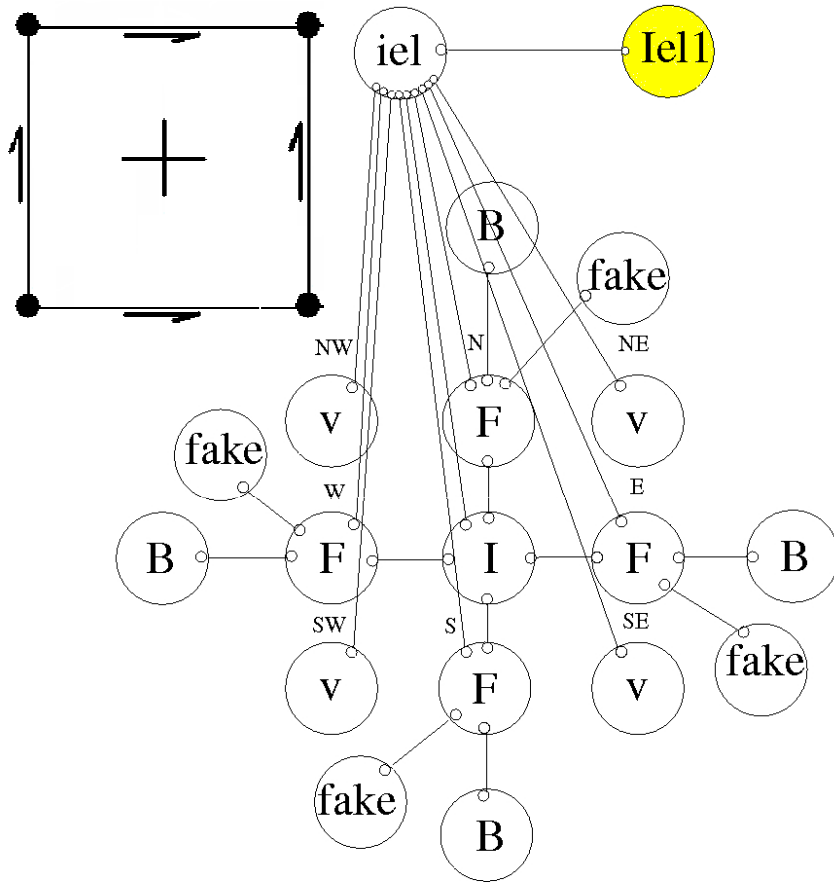 iel Iel1
B
fake
NW N NE
v F v
fake
W E
B F I F B
SW S SE
v F v
fake
fake
B